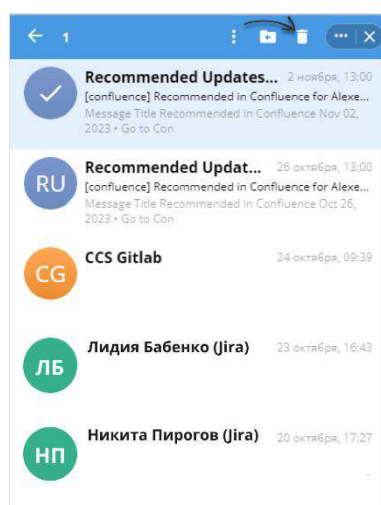 1
Recommended Updates... 2 ноября, 13:00
[confluence] Recommended in Confluence for Alexe...
Message Title Recommended in Confluence Nov 02,
2023 • Go to Con
RU
Recommended Updat... 26 октября, 13:00
[confluence] Recommended in Confluence for Alexe...
Message Title Recommended in Confluence Oct 26,
2023 • Go to Con
CG
CCS Gitlab 24 октября, 09:39
ЛБ
Лидия Бабенко (Jira) 23 октября, 16:43
НП
Никита Пирогов (Jira) 20 октября, 17:27